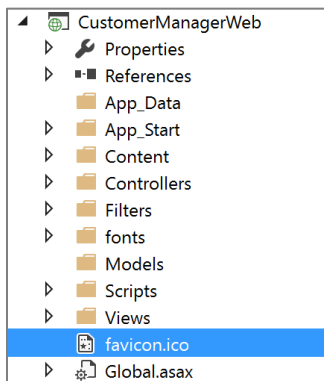 CustomerManagerWeb
Properties
References
App_Data
App_Start
Content
Controllers
Filters
fonts
Models
Scripts
Views
favicon.ico
Global.asax